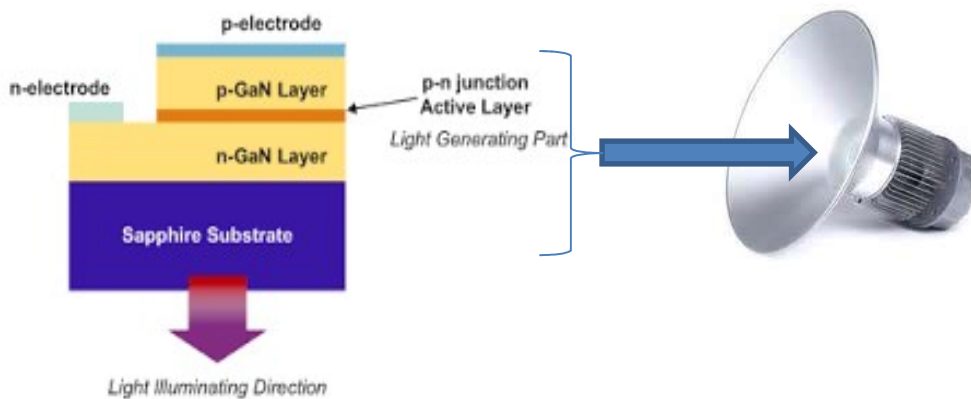 p-electrode
n-electrode
p-GaN Layer
p-n junction
Active Layer
Light Generating Part
n-GaN Layer
Sapphire Substrate
Light Illuminating Direction